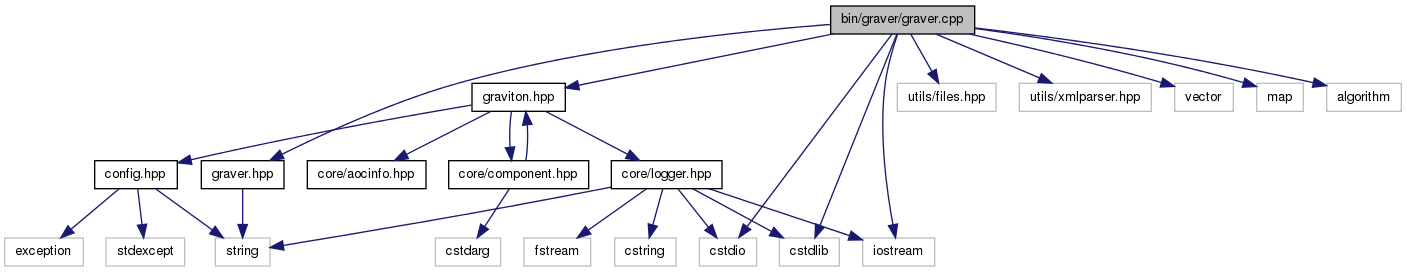 bin/graver/graver.cpp
graviton.hpp
utils/files.hpp
utils/xmlparser.hpp
vector
map
algorithm
config.hpp
graver.hpp
core/aocinfo.hpp
core/component.hpp
core/logger.hpp
exception
stdexcept
string
cstdarg
fstream
cstring
cstdio
cstdlib
iostream